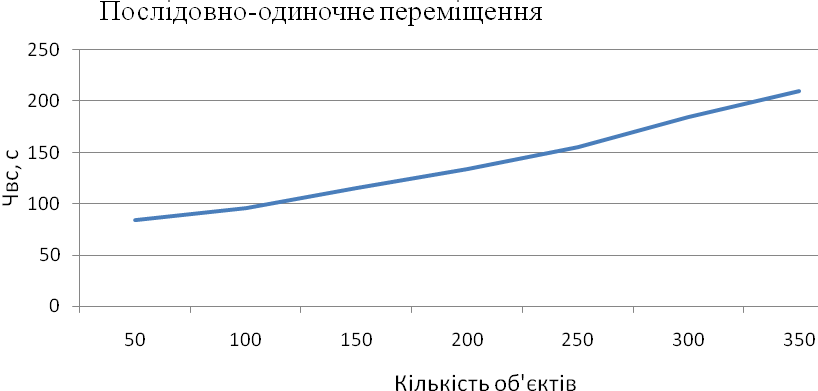 Послідовно-одиночне переміщення
250
200
150
100
50
0
Чвс, с
50 100 150 200 250 300 350
Кількість об'єктів